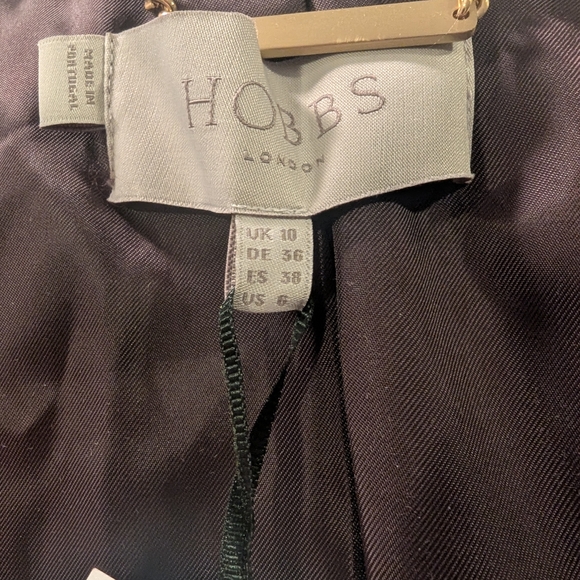 MADE IN
PORTUGAL
HOBBS
LONDON
UK 10
DE 36
ES 38
US 6